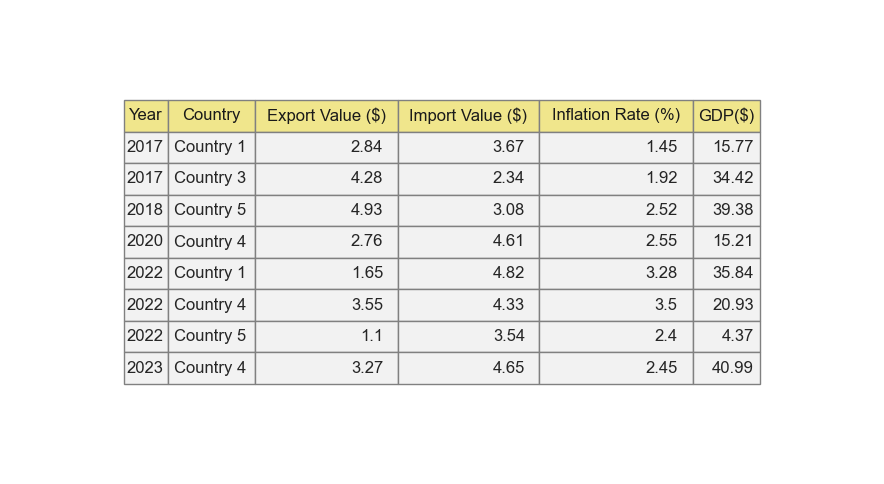 Year Country Export Value ($) Import Value ($) Inflation Rate (%) GDP($)
2017 Country 1 2.84 3.67 1.45 15.77
2017 Country 3 4.28 2.34 1.92 34.42
2018 Country 5 4.93 3.08 2.52 39.38
2020 Country 4 2.76 4.61 2.55 15.21
2022 Country 1 1.65 4.82 3.28 35.84
2022 Country 4 3.55 4.33 3.5 20.93
2022 Country 5 1.1 3.54 2.4 4.37
2023 Country 4 3.27 4.65 2.45 40.99